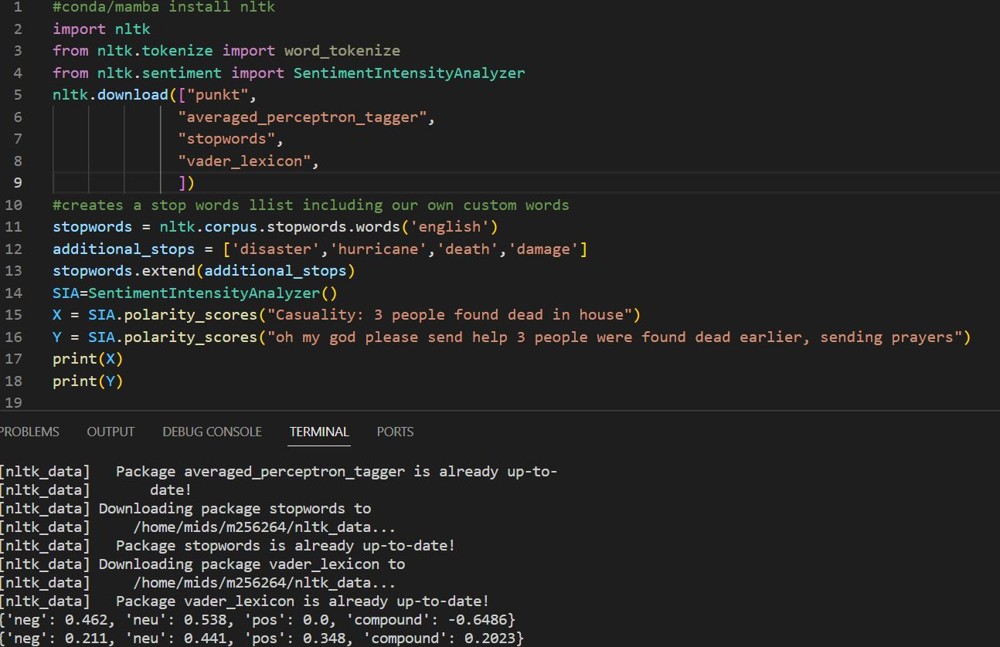 1 #conda/mamba install nltk
2 import nltk
3 from nltk.tokenize import word_tokenize
4 from nltk.sentiment import SentimentIntensityAnalyzer
5 nltk.download(["punkt",
6 "averaged_perceptron_tagger",
7 "stopwords",
8 "vader_lexicon",
9 ])
10 #creates a stop words llist including our own custom words
11 stopwords = nltk.corpus.stopwords.words('english')
12 additional_stops = ['disaster','hurricane','death','damage']
13 stopwords.extend(additional_stops)
14 SIA=SentimentIntensityAnalyzer()
15 X = SIA.polarity_scores("Casuality: 3 people found dead in house")
16 Y = SIA.polarity_scores("oh my god please send help 3 people were found dead earlier, sending prayers")
17 print(X)
18 print(Y)
19
PROBLEMS OUTPUT DEBUG CONSOLE TERMINAL PORTS
[nltk_data] Package averaged_perceptron_tagger is already up-to-
[nltk_data] date!
[nltk_data] Downloading package stopwords to
[nltk_data] /home/mids/m256264/nltk_data...
[nltk_data] Package stopwords is already up-to-date!
[nltk_data] Downloading package vader_lexicon to
[nltk_data] /home/mids/m256264/nltk_data...
[nltk_data] Package vader_lexicon is already up-to-date!
{'neg': 0.462, 'neu': 0.538, 'pos': 0.0, 'compound': -0.6486}
{'neg': 0.211, 'neu': 0.441, 'pos': 0.348, 'compound': 0.2023}